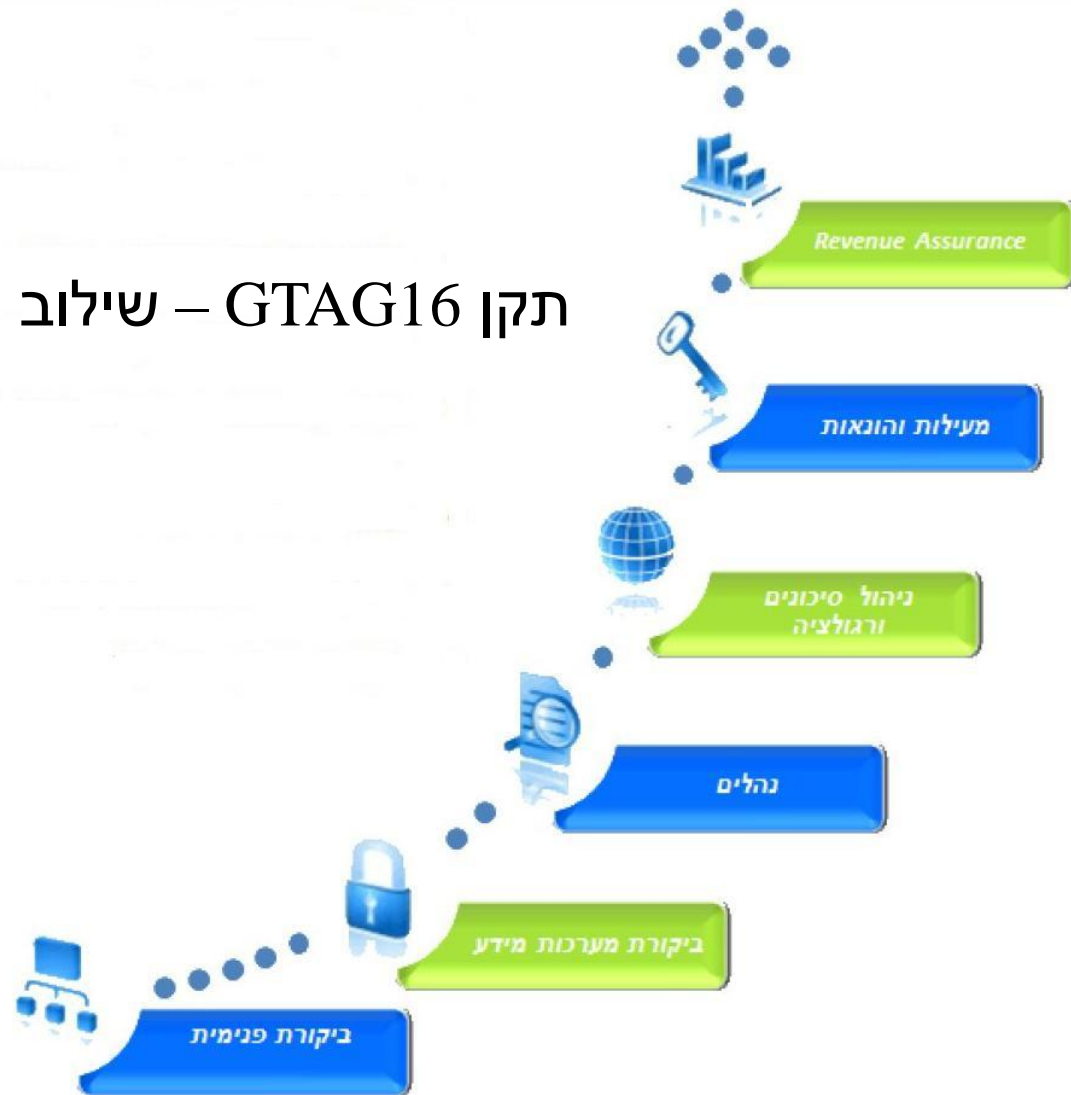 Revenue Assurance
תקן GTAG16 – שילוב
מעילות והונאות
ניהול סיכונים
ורגולציה
נהלים
ביקורת מערכות מידע
ביקורת פנימית